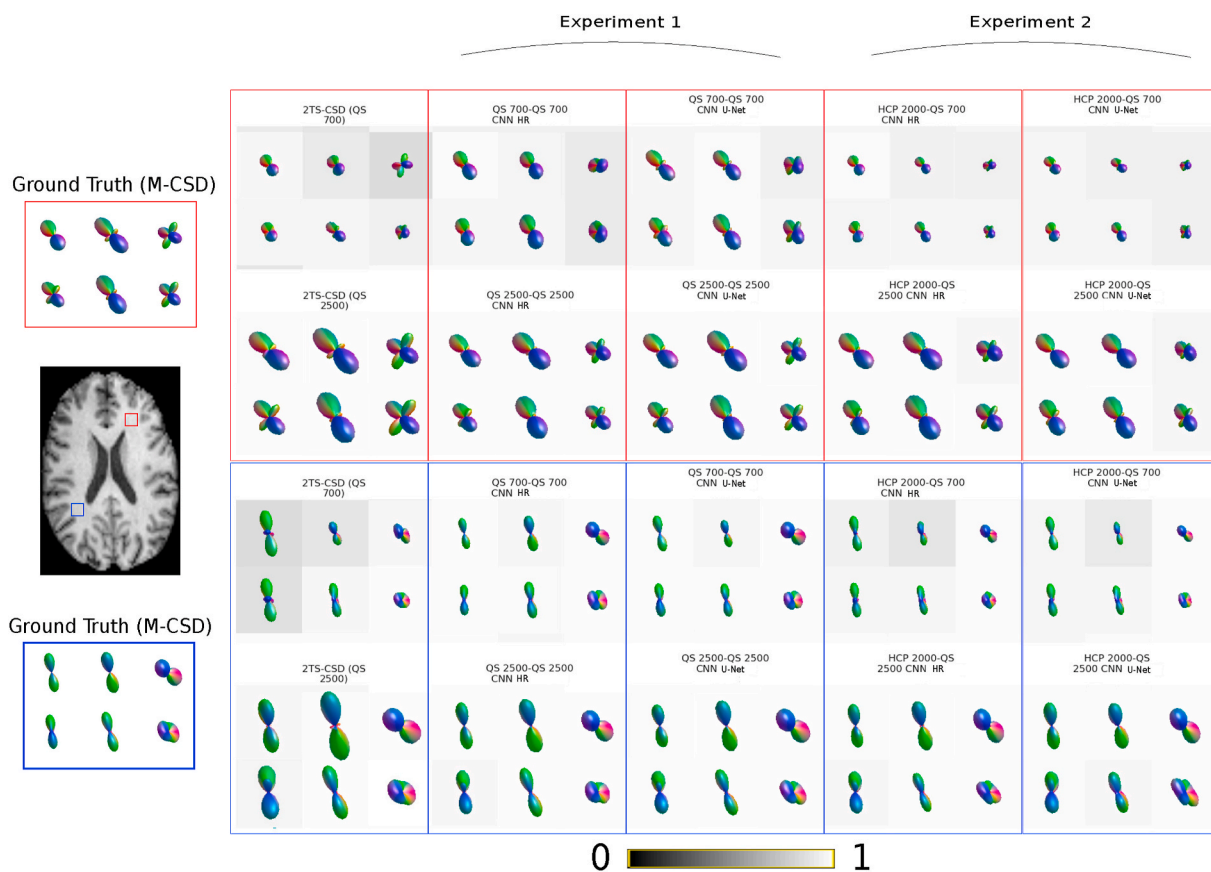 Experiment 1
Experiment 2
2TS-CSD (QS
700)
QS 700-QS 700
CNN HR
QS 700-QS 700
CNN U-Net
HCP 2000-QS 700
CNN HR
HCP 2000-QS 700
CNN U-Net
Ground Truth (M-CSD)
2TS-CSD (QS
2500)
QS 2500-QS 2500
CNN HR
QS 2500-QS 2500
CNN U-Net
HCP 2000-QS
2500 CNN HR
HCP 2000-QS
2500 CNN U-Net
2TS-CSD (QS
700)
QS 700-QS 700
CNN HR
QS 700-QS 700
CNN U-Net
HCP 2000-QS 700
CNN HR
HCP 2000-QS 700
CNN U-Net
Ground Truth (M-CSD)
2TS-CSD (QS
2500)
QS 2500-QS 2500
CNN HR
QS 2500-QS 2500
CNN U-Net
HCP 2000-QS
2500 CNN HR
HCP 2000-QS
2500 CNN U-Net
0
1